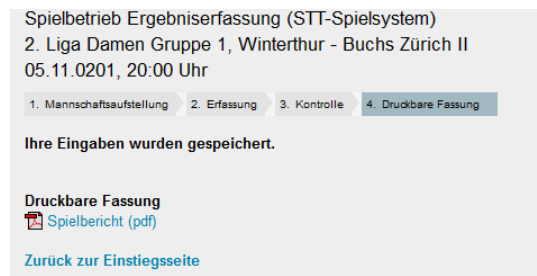 Spielbetrieb Ergebniserfassung (STT-Spielsystem)
2. Liga Damen Gruppe 1, Winterthur - Buchs Zürich II
05.11.0201, 20:00 Uhr
1. Mannschaftsaufstellung 2. Erfassung 3. Kontrolle 4. Druckbare Fassung
Ihre Eingaben wurden gespeichert.
Druckbare Fassung
Spielbericht (pdf)
Zurück zur Einstiegsseite